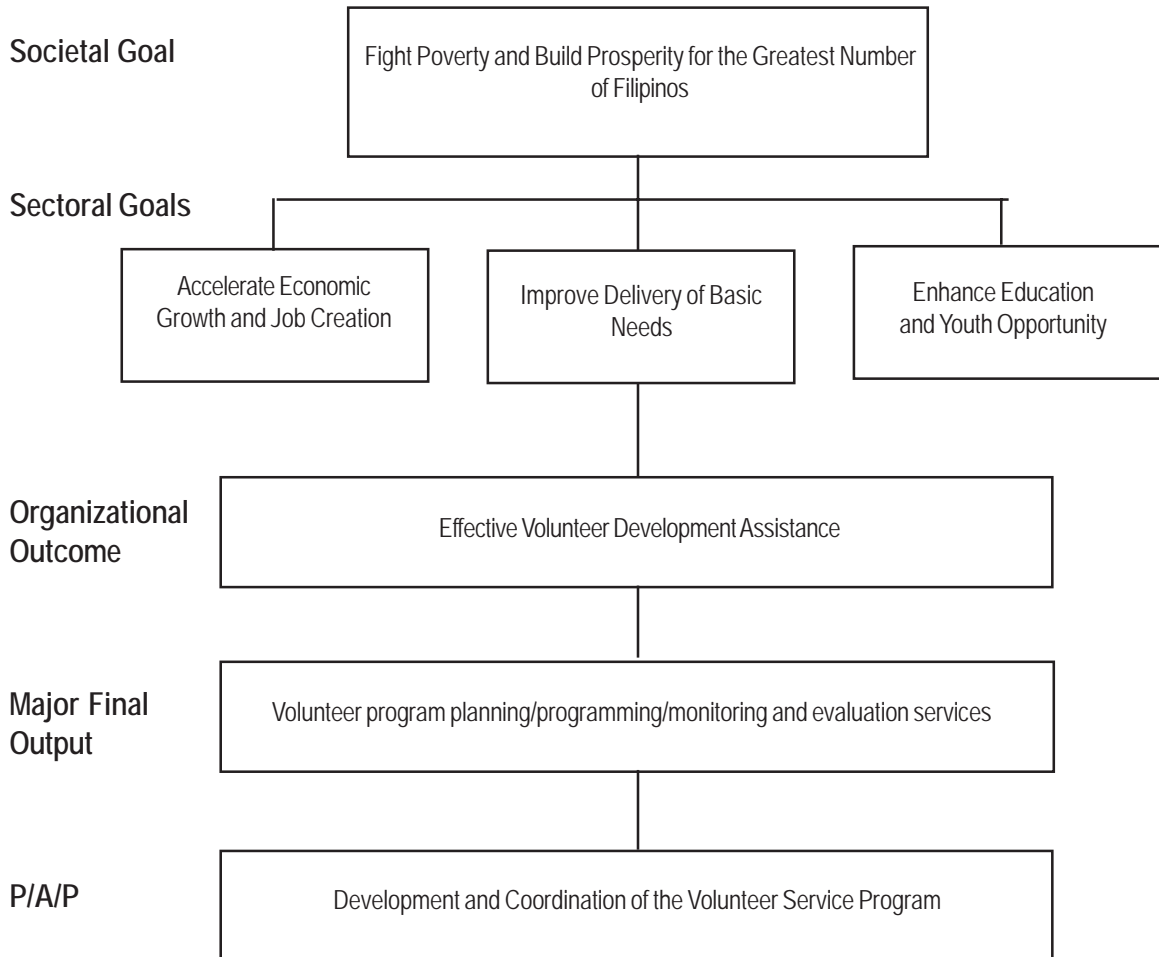 Societal Goal
Fight Poverty and Build Prosperity for the Greatest Number
of Filipinos
Sectoral Goals
Accelerate Economic
Growth and Job Creation
Improve Delivery of Basic
Needs
Enhance Education
and Youth Opportunity
Organizational
Outcome
Effective Volunteer Development Assistance
Major Final
Output
Volunteer program planning/programming/monitoring and evaluation services
P/A/P
Development and Coordination of the Volunteer Service Program